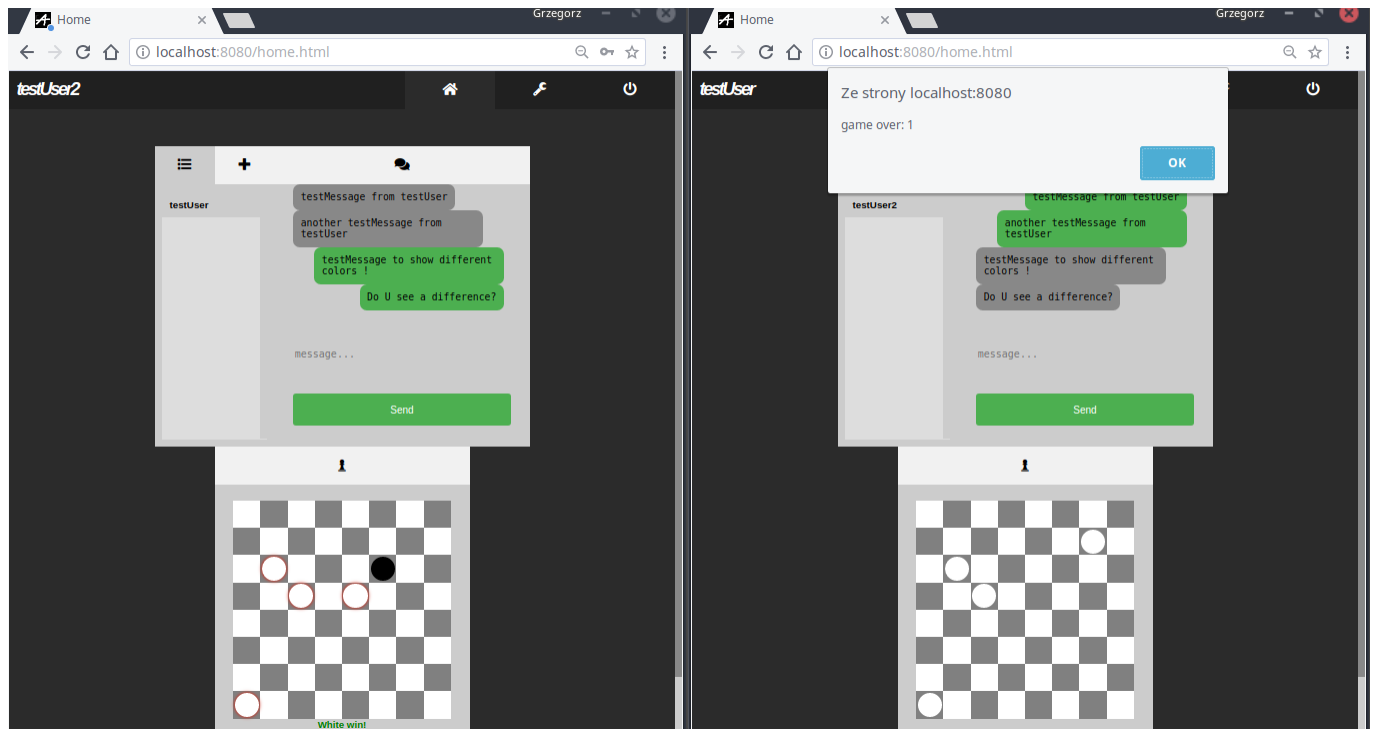 Grzegorz
Home
localhost:8080/home.html
testUser2
testUser
testMessage from testUser
another testMessage from
testUser
testMessage to show different
colors !
Do U see a difference?
message...
Send
White win!
Grzegorz
Home
localhost:8080/home.html
testUser
Ze strony localhost:8080
game over: 1
OK
testUser2
testMessage from testUser
another testMessage from
testUser
testMessage to show different
colors !
Do U see a difference?
message...
Send